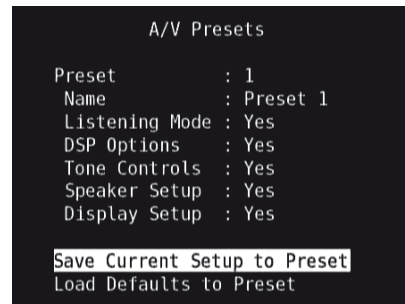 A/V Presets
Preset : 1
Name : Preset 1
Listening Mode : Yes
DSP Options : Yes
Tone Controls : Yes
Speaker Setup : Yes
Display Setup : Yes
Save Current Setup to Preset
Load Defaults to Preset